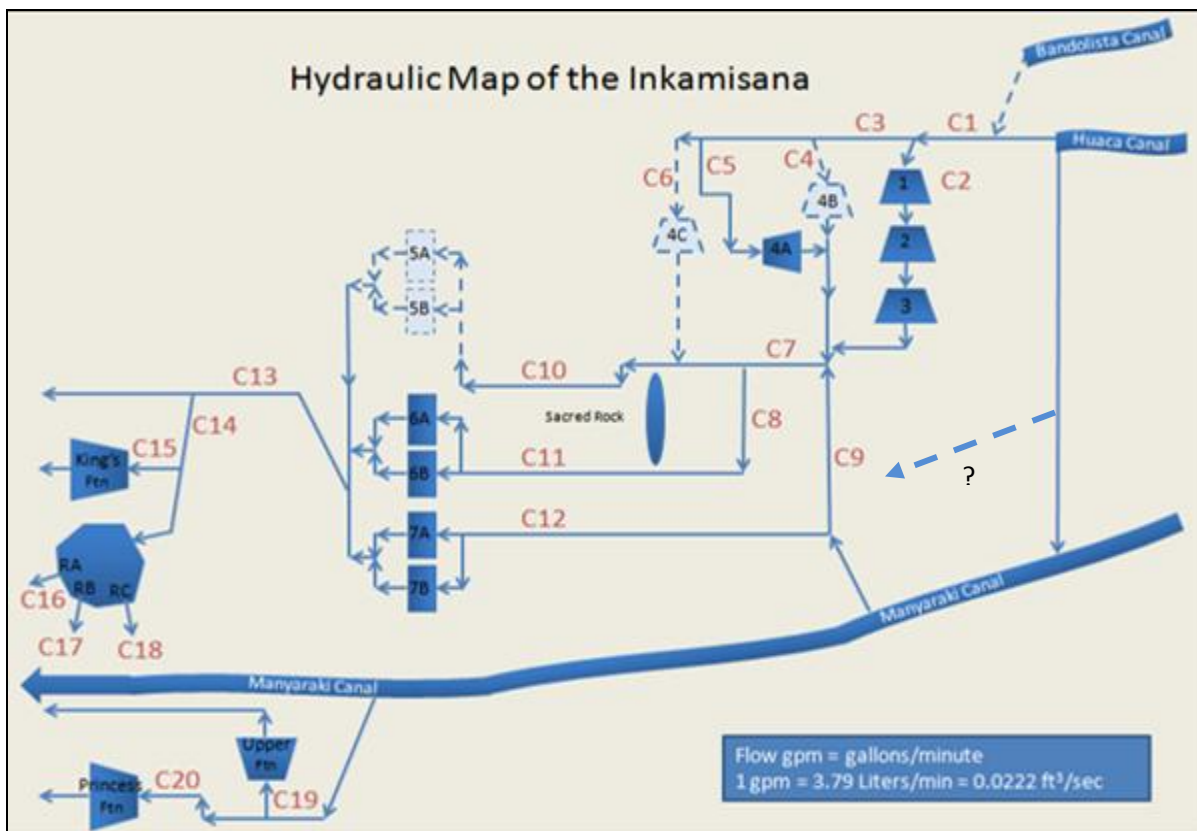 Bandolista Canal
Hydraulic Map of the Inkamisana
C3
C1
Huaca Canal
C6
C5
C4
C2
1
4B
4C
4A
2
5A
5B
3
C7
C10
C13
Sacred Rock
C8
C14
6A
C15
C11
C9
King's
Ftn
6B
?
C12
7A
RA
RB
RC
7B
C16
Manyaraki Canal
C17
C18
Manyaraki Canal
Upper
Ftn
Flow gpm = gallons/minute
1 gpm = 3.79 Liters/min = 0.0222 ft³/sec
Princess
Ftn
C20
C19